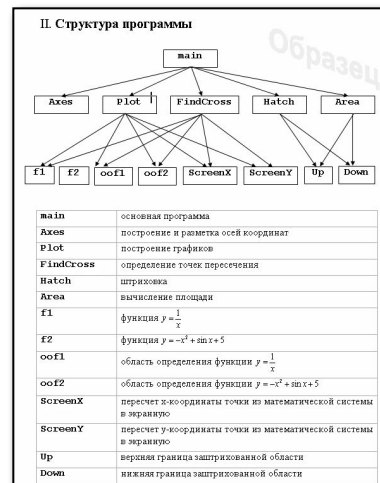 Образец
II. Структура программы
main
Axes Plot FindCross Hatch Area
f1 f2 oof1 oof2 ScreenX ScreenY Up Down
main основная программа
Axes построение и разметка осей координат
Plot построение графиков
FindCross определение точек пересечения
Hatch штриховка
Area вычисление площади
f1 функция y = 1/x
f2 функция y = -x² + sin x + 5
oof1 область определения функции y = 1/x
oof2 область определения функции y = -x² + sin x + 5
ScreenX пересчет x-координаты точки из математической системы
в экранную
ScreenY пересчет y-координаты точки из математической системы
в экранную
Up верхняя граница заштрихованной области
Down нижняя граница заштрихованной области